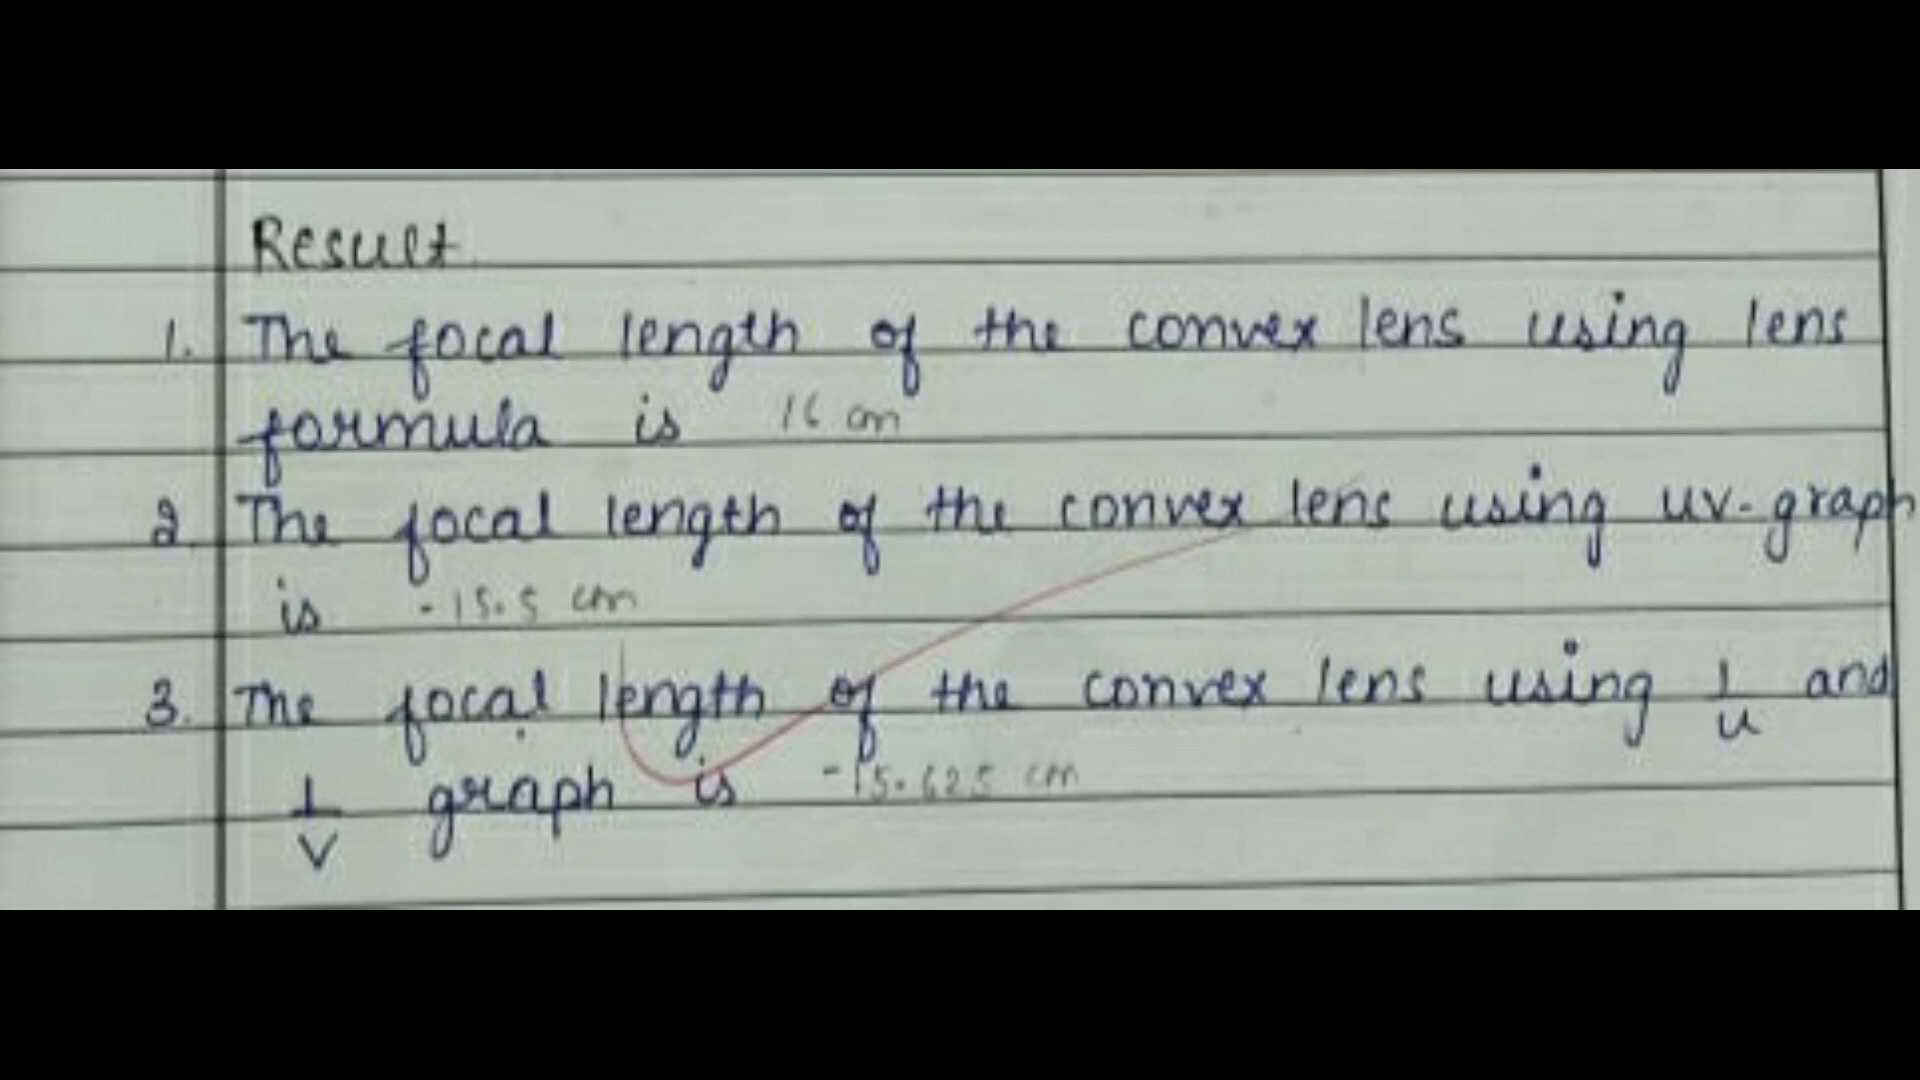 Result
1. The focal length of the convex lens using lens
formula is 16 cm
2. The focal length of the convex lens using uv-graph
is -15.5 cm
3. The focal length of the convex lens using 1/u and
1/v graph is -15.625 cm